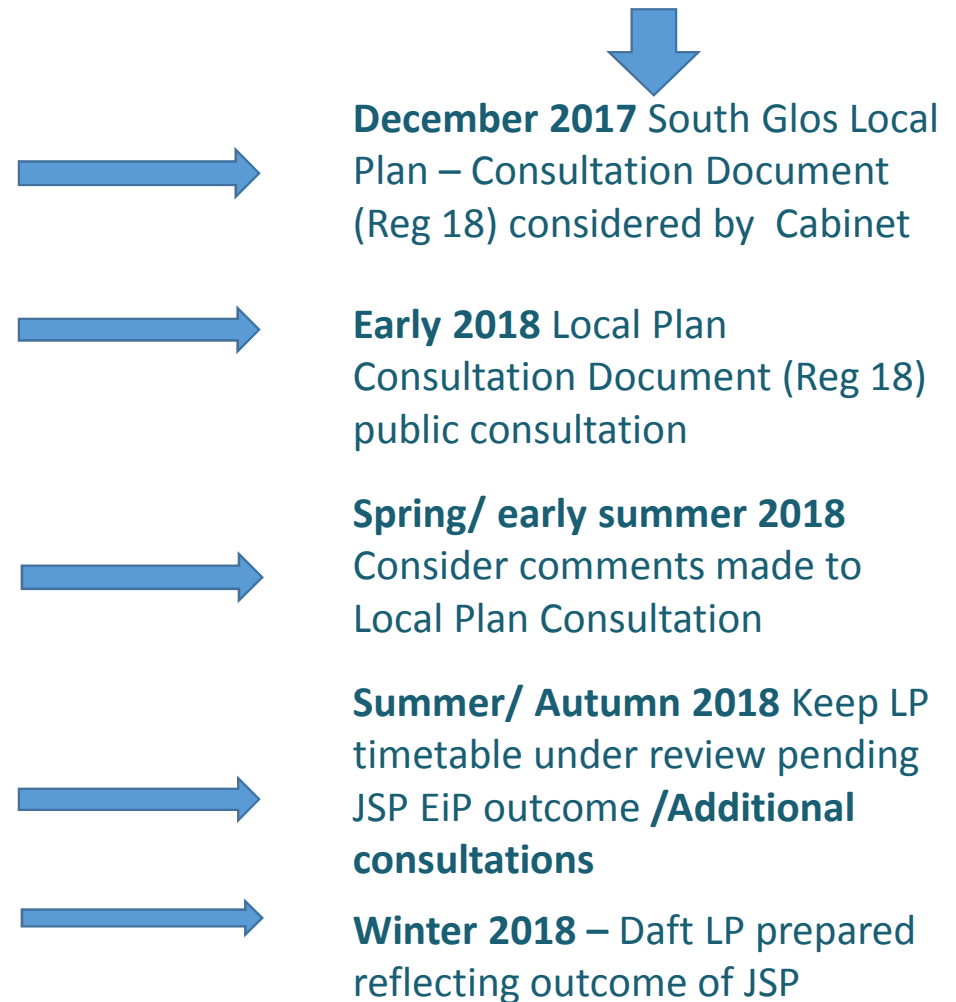 December 2017 South Glos Local
Plan – Consultation Document
(Reg 18) considered by  Cabinet
Early 2018 Local Plan
Consultation Document (Reg 18)
public consultation
Spring/ early summer 2018
Consider comments made to
Local Plan Consultation
Summer/ Autumn 2018 Keep LP
timetable under review pending
JSP EiP outcome /Additional
consultations
Winter 2018 – Daft LP prepared
reflecting outcome of JSP